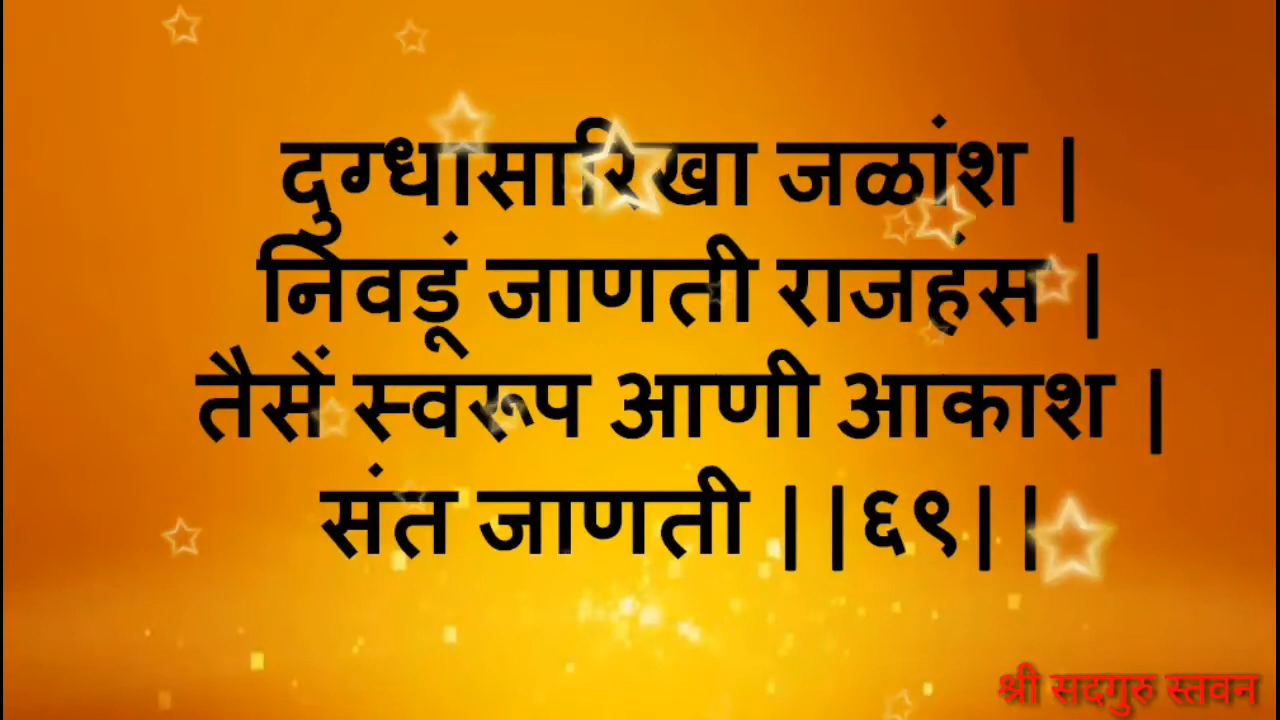 दुग्धासारिखा जळांश |
निवडूं जाणती राजहंस |
तैसें स्वरूप आणी आकाश |
संत जाणती ||६९||
श्री सदगुरु स्तवन